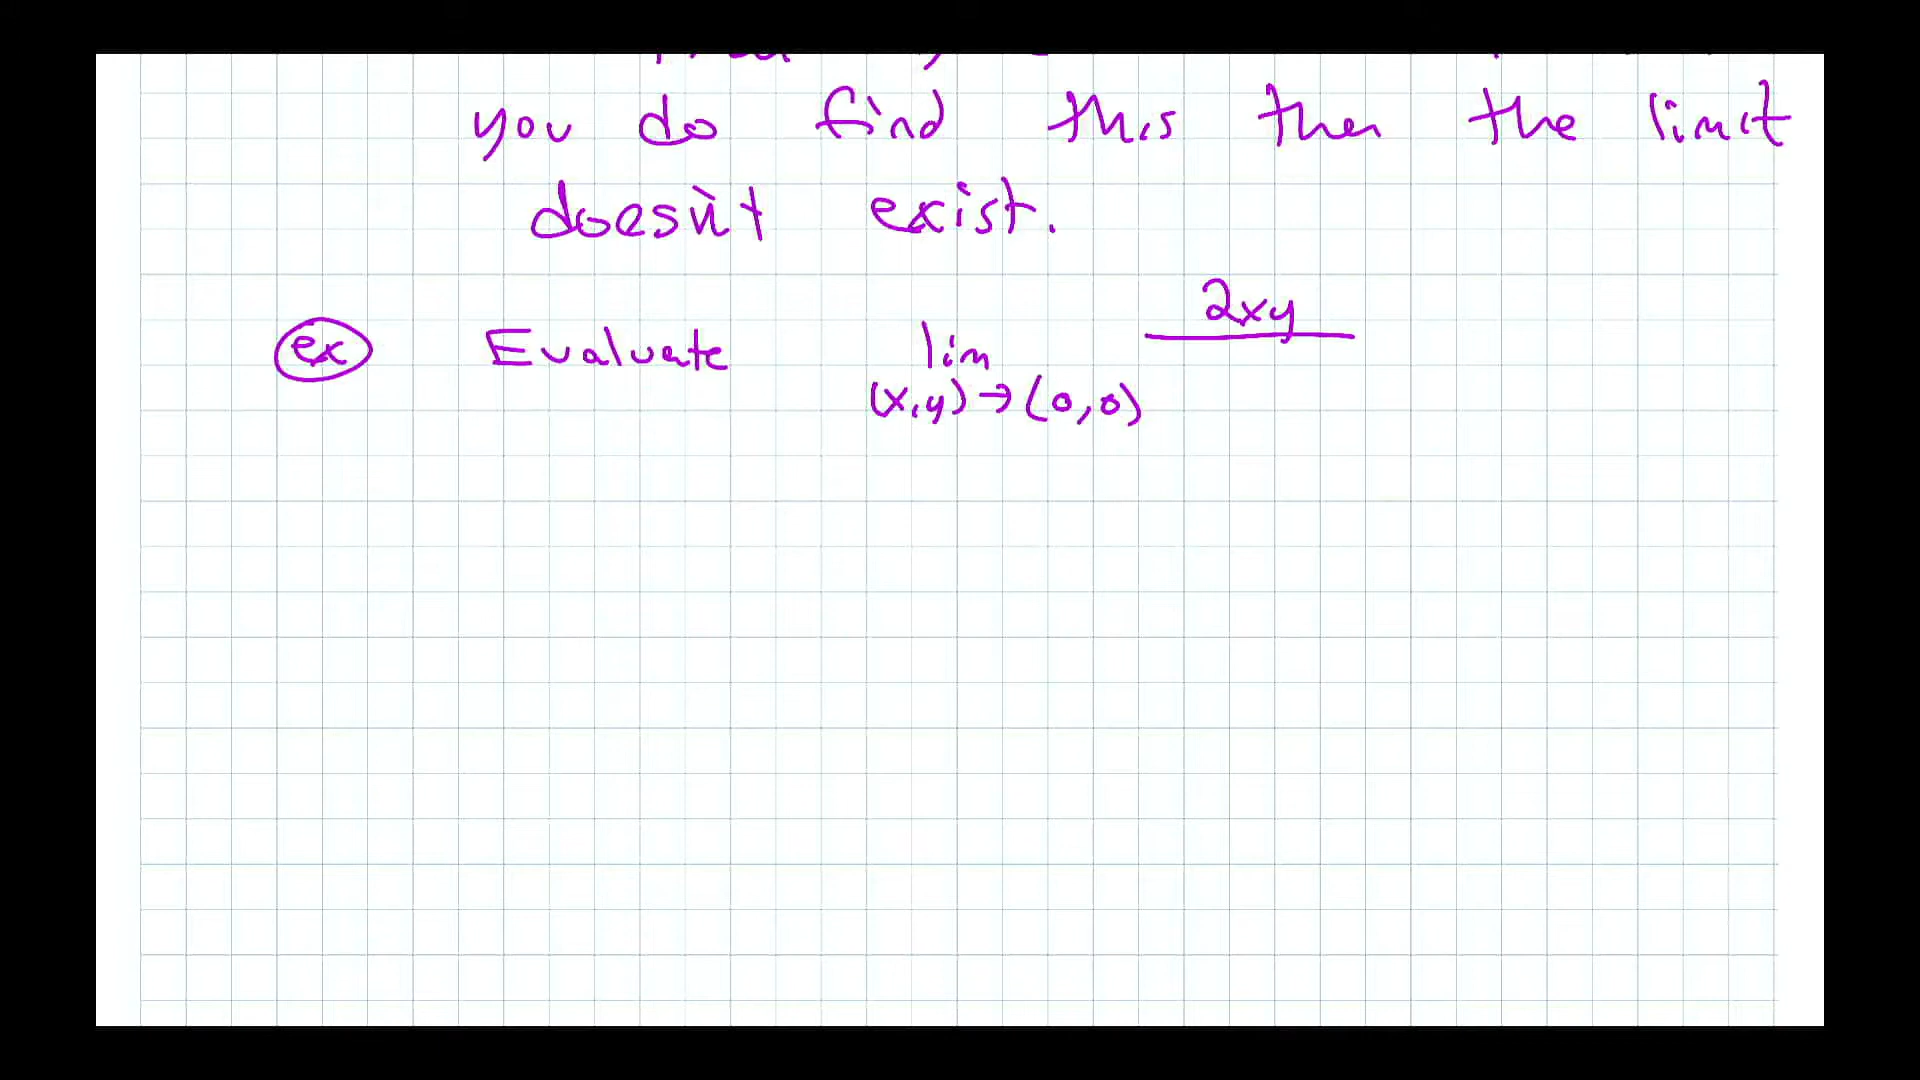 you do find this then the limit
doesn't exist.
2xy
ex Evaluate lim
(x,y)→(0,0)